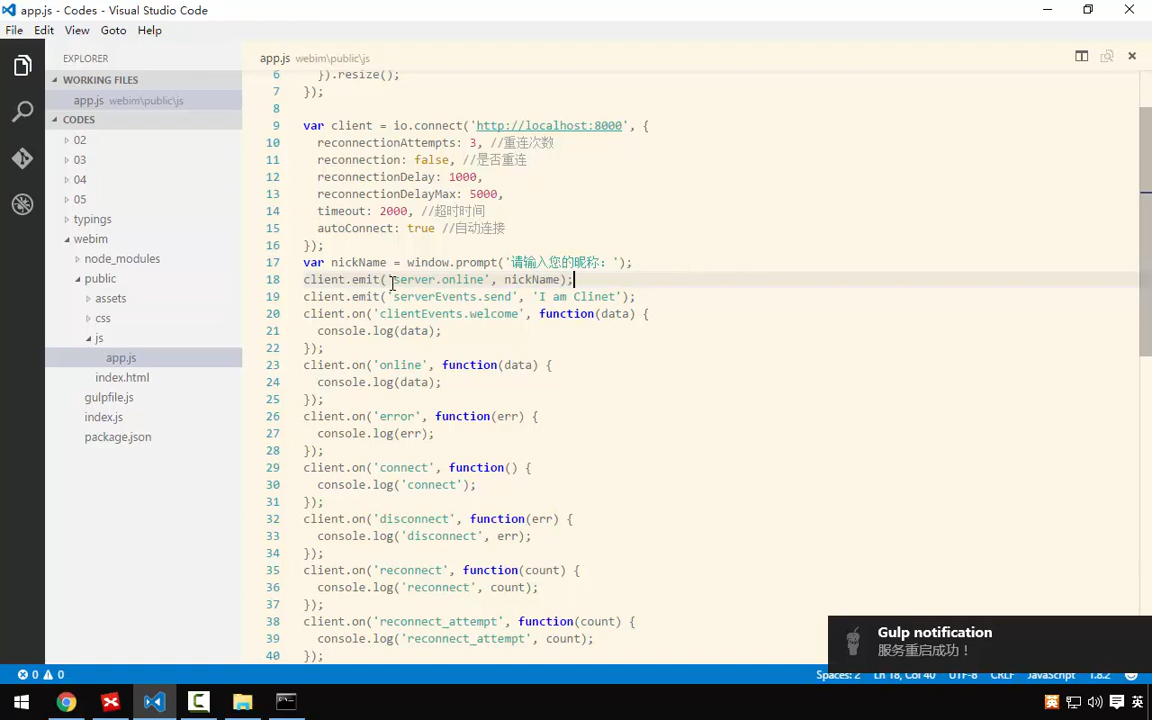 app.js - Codes - Visual Studio Code
File Edit View Goto Help
EXPLORER
WORKING FILES
app.js webim\public\js
CODES
02
03
04
05
typings
webim
node_modules
public
assets
css
js
app.js
index.html
gulpfile.js
index.js
package.json
app.js webim\public\js
6 }).resize();
7 });
8
9 var client = io.connect('http://localhost:8000', {
10 reconnectionAttempts: 3, //重连次数
11 reconnection: false, //是否重连
12 reconnectionDelay: 1000,
13 reconnectionDelayMax: 5000,
14 timeout: 2000, //超时时间
15 autoConnect: true //自动连接
16 });
17 var nickName = window.prompt('请输入您的昵称：');
18 client.emit('server.online', nickName);
19 client.emit('serverEvents.send', 'I am Clinet');
20 client.on('clientEvents.welcome', function(data) {
21 console.log(data);
22 });
23 client.on('online', function(data) {
24 console.log(data);
25 });
26 client.on('error', function(err) {
27 console.log(err);
28 });
29 client.on('connect', function() {
30 console.log('connect');
31 });
32 client.on('disconnect', function(err) {
33 console.log('disconnect', err);
34 });
35 client.on('reconnect', function(count) {
36 console.log('reconnect', count);
37 });
38 client.on('reconnect_attempt', function(count) {
39 console.log('reconnect_attempt', count);
40 });
Gulp notification
服务重启成功！
0 0
Spaces: 2 Ln 18, Col 40 UTF-8 CRLF JavaScript 1.8.2
英